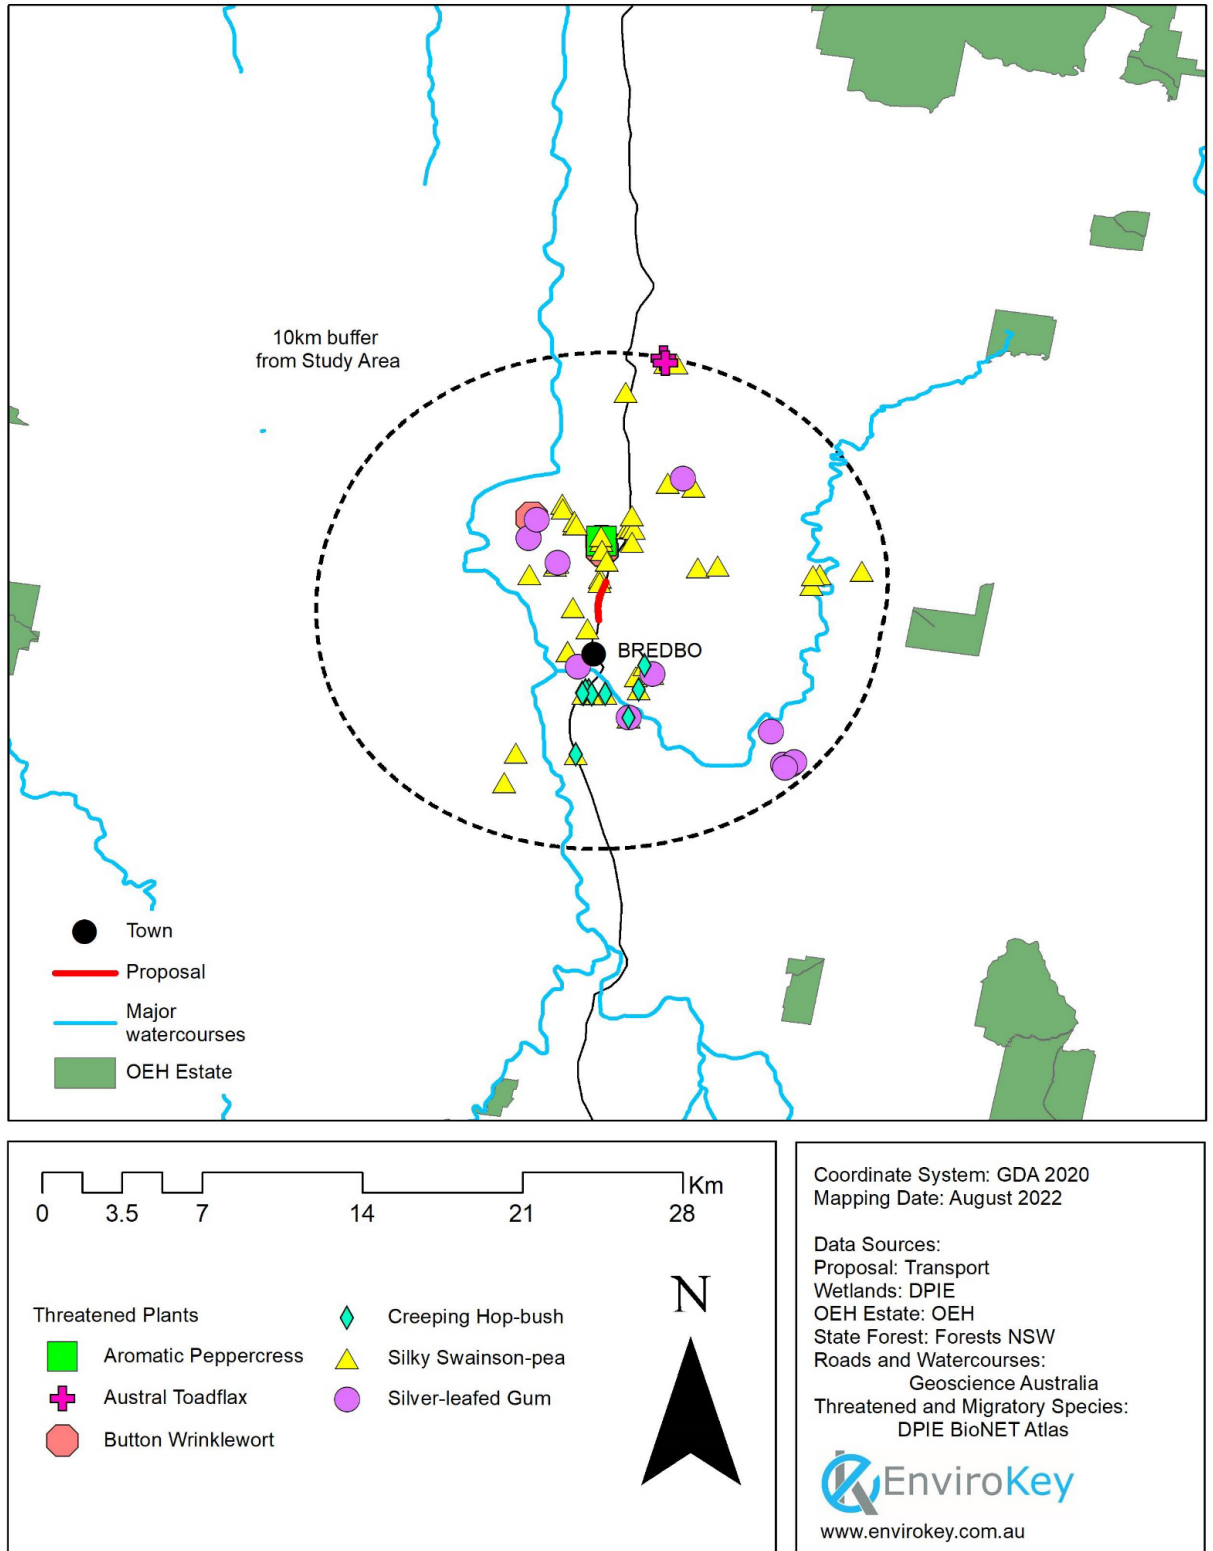 10km buffer
from Study Area
BREDBO
Town
Proposal
Major
watercourses
OEH Estate
Km
0 3.5 7 14 21 28
Threatened Plants
Aromatic Peppercress
Austral Toadflax
Button Wrinklewort
Creeping Hop-bush
Silky Swainson-pea
Silver-leafed Gum
N
Coordinate System: GDA 2020
Mapping Date: August 2022
Data Sources:
Proposal: Transport
Wetlands: DPIE
OEH Estate: OEH
State Forest: Forests NSW
Roads and Watercourses:
Geoscience Australia
Threatened and Migratory Species:
DPIE BioNET Atlas
EnviroKey
www.envirokey.com.au